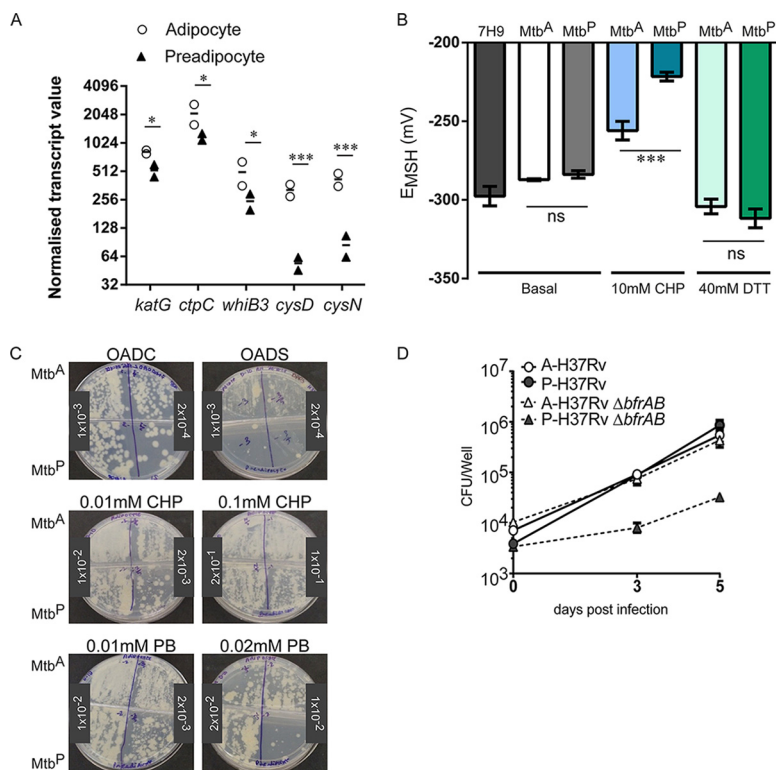 A
Adipocyte
Preadipocyte
Normalised transcript value
4096
2048
1024
512
256
128
64
32
*
*
*
***
***
katG ctpC whiB3 cysD cysN
B
7H9 MtbA MtbP MtbA MtbP MtbA MtbP
EMSH (mV)
-200
-250
-300
-350
ns
***
ns
Basal
10mM CHP
40mM DTT
C
OADC OADS
MtbA
MtbP
1x10-3
2x10-4
0.01mM CHP 0.1mM CHP
MtbA
MtbP
1x10-2
2x10-3
2x10-1
1x10-1
0.01mM PB 0.02mM PB
MtbA
MtbP
1x10-2
2x10-3
2x10-2
1x10-2
D
A-H37Rv
P-H37Rv
A-H37Rv ΔbfrAB
P-H37Rv ΔbfrAB
CFU/Well
107
106
105
104
103
0 3 5
days post infection